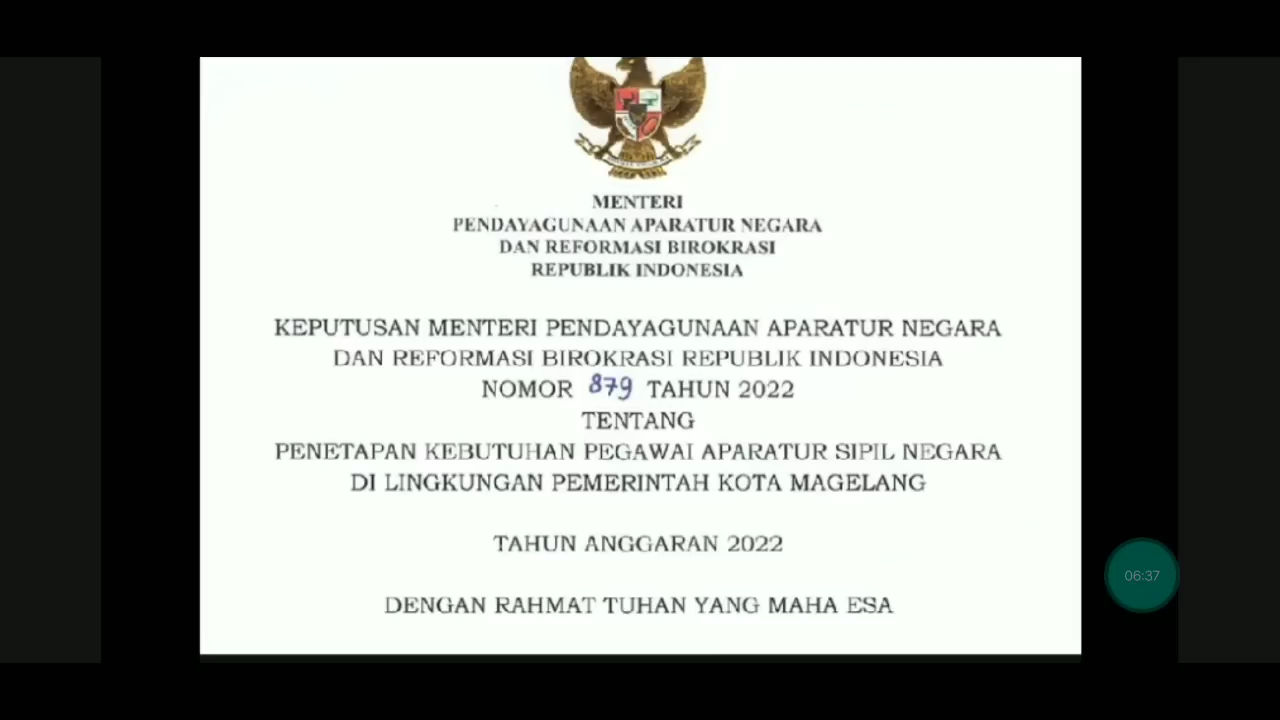 MENTERI
PENDAYAGUNAAN APARATUR NEGARA
DAN REFORMASI BIROKRASI
REPUBLIK INDONESIA
KEPUTUSAN MENTERI PENDAYAGUNAAN APARATUR NEGARA
DAN REFORMASI BIROKRASI REPUBLIK INDONESIA
NOMOR 879 TAHUN 2022
TENTANG
PENETAPAN KEBUTUHAN PEGAWAI APARATUR SIPIL NEGARA
DI LINGKUNGAN PEMERINTAH KOTA MAGELANG
TAHUN ANGGARAN 2022
DENGAN RAHMAT TUHAN YANG MAHA ESA
06:37